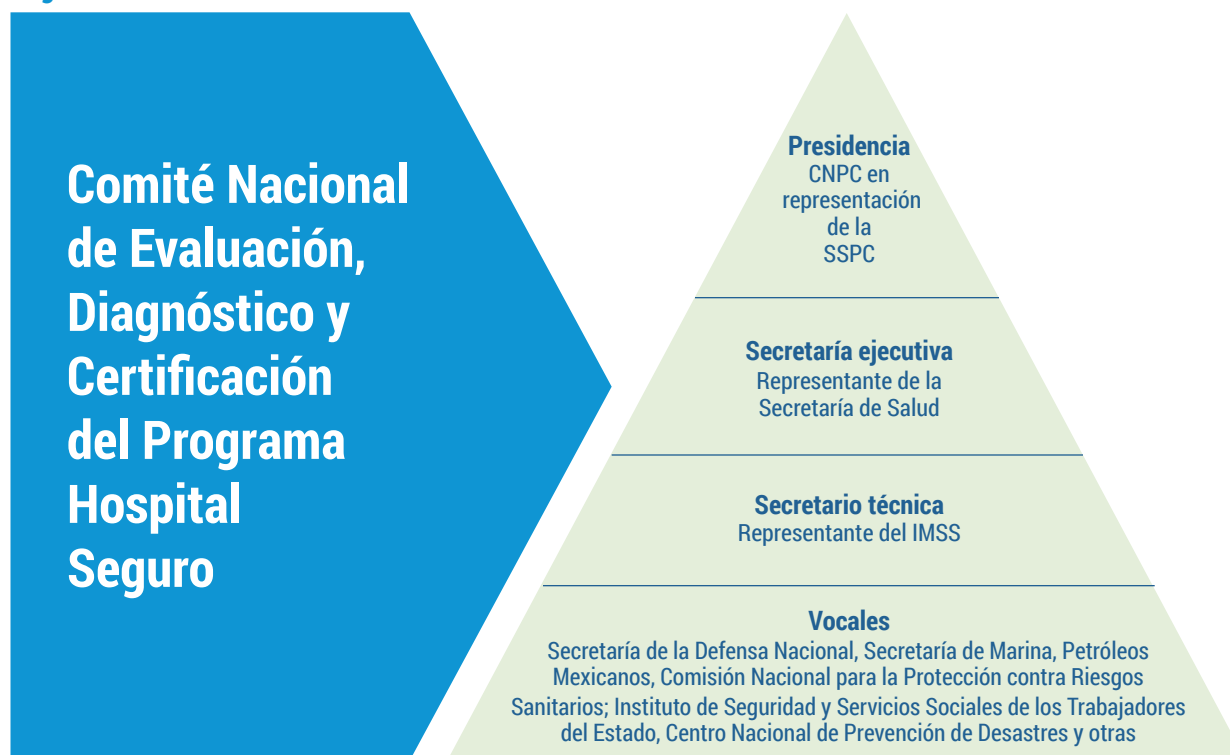 Comité Nacional
de Evaluación,
Diagnóstico y
Certificación
del Programa
Hospital
Seguro
Presidencia
CNPC en
representación
de la
SSPC
Secretaría ejecutiva
Representante de la
Secretaría de Salud
Secretario técnica
Representante del IMSS
Vocales
Secretaría de la Defensa Nacional, Secretaría de Marina, Petróleos
Mexicanos, Comisión Nacional para la Protección contra Riesgos
Sanitarios; Instituto de Seguridad y Servicios Sociales de los Trabajadores
del Estado, Centro Nacional de Prevención de Desastres y otras